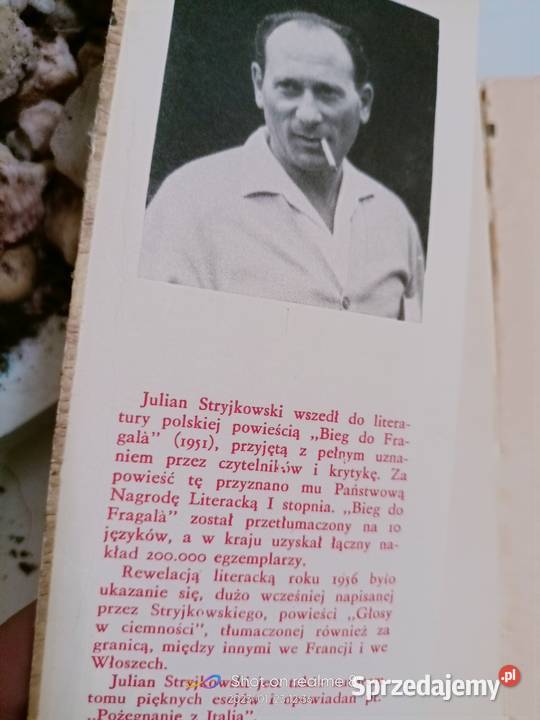 Julian Stryjkowski wszedł do litera-
tury polskiej powieścią „Bieg do Fra-
galà" (1951), przyjętą z pełnym uzna-
niem przez czytelników i krytykę. Za
powieść tę przyznano mu Państwową
Nagrodę Literacką I stopnia. „Bieg do
Fragalà" został przetłumaczony na 10
języków, a w kraju uzyskał łączny na-
kład 200.000 egzemplarzy.
Rewelacją literacką roku 1956 było
ukazanie się, dużo wcześniej napisanej
przez Stryjkowskiego, powieści „Głosy
w ciemności", tłumaczonej również za
granicą, między innymi we Francji i we
Włoszech.
Julian Stryjkowski jest
tomu pięknych esejów i opowiadań pt.
„Pożegnanie z Italią".
Shot on realme 8
Sprzedajemy.pl